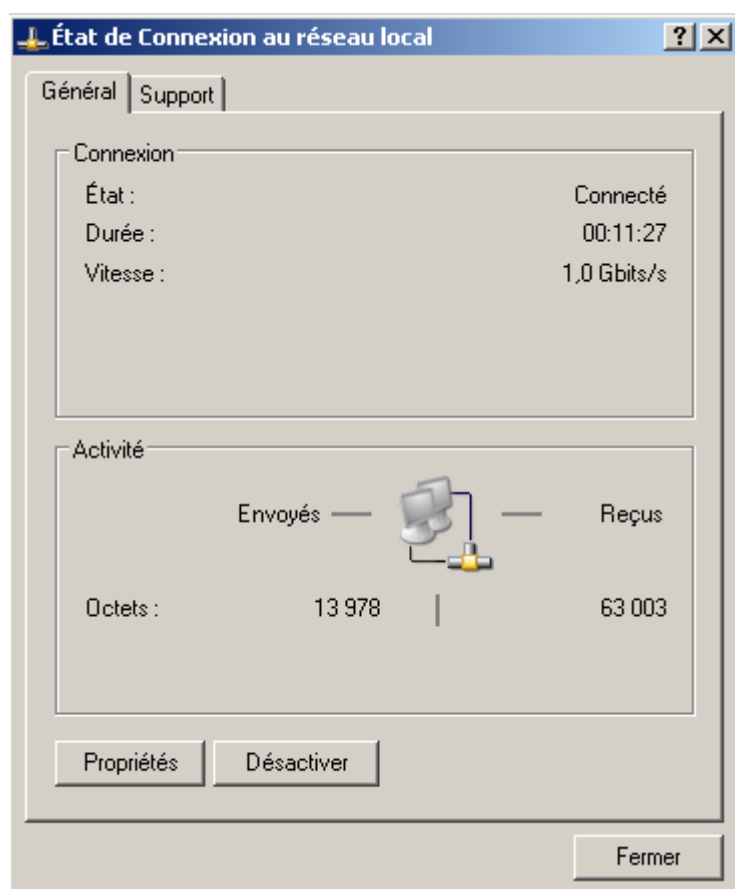 État de Connexion au réseau local
Général Support
Connexion
État : Connecté
Durée : 00:11:27
Vitesse : 1,0 Gbits/s
Activité
Envoyés Reçus
Octets : 13 978 63 003
Propriétés Désactiver
Fermer